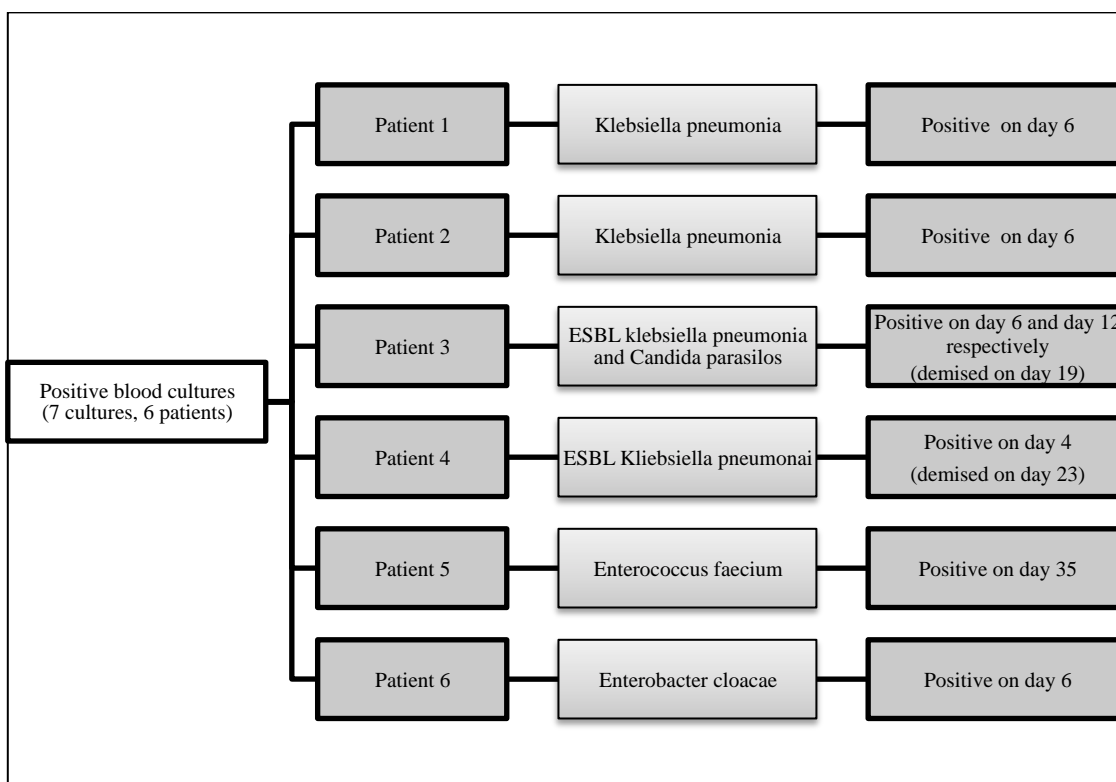 Positive blood cultures
(7 cultures, 6 patients)
Patient 1
Klebsiella pneumonia
Positive on day 6
Patient 2
Klebsiella pneumonia
Positive on day 6
Patient 3
ESBL klebsiella pneumonia
and Candida parasilos
Positive on day 6 and day 12
respectively
(demised on day 19)
Patient 4
ESBL Kliebsiella pneumonai
Positive on day 4
(demised on day 23)
Patient 5
Enterococcus faecium
Positive on day 35
Patient 6
Enterobacter cloacae
Positive on day 6